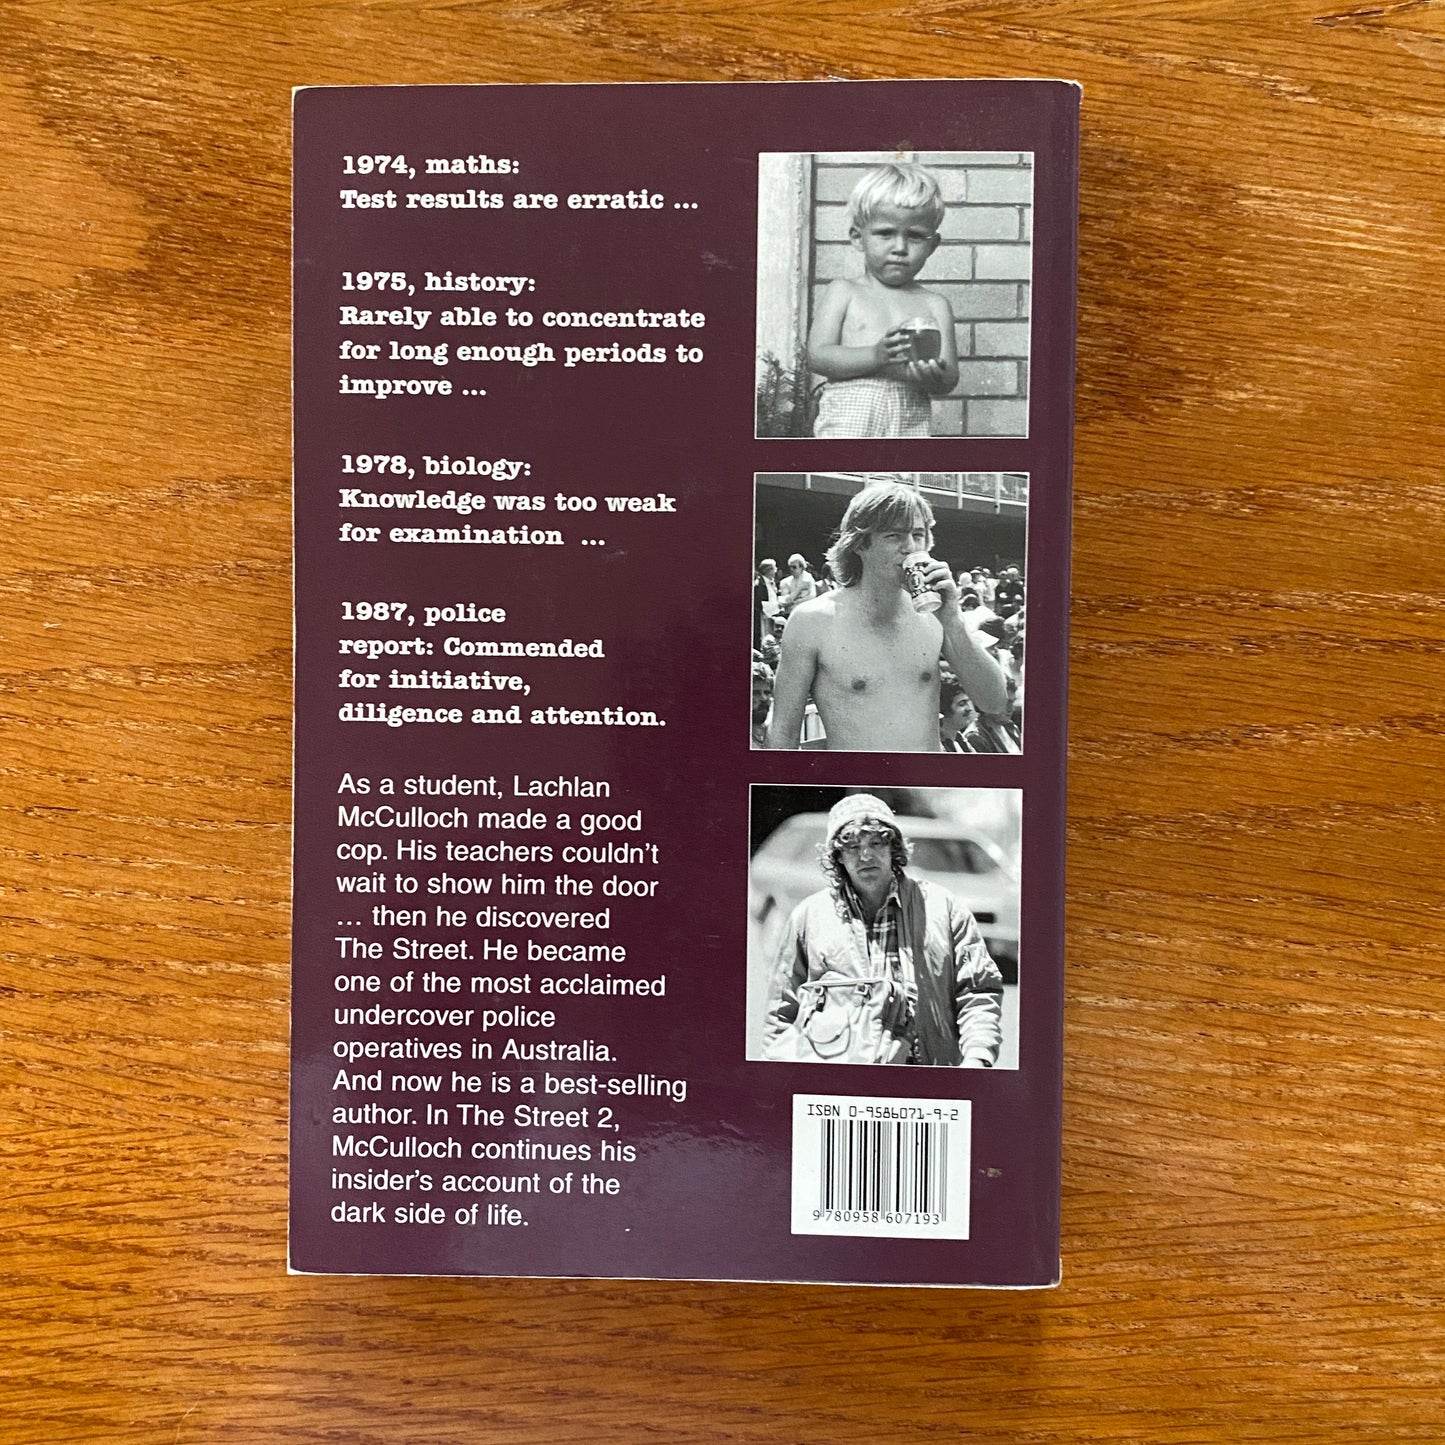 1974, maths:
Test results are erratic ...
1975, history:
Rarely able to concentrate
for long enough periods to
improve ...
1978, biology:
Knowledge was too weak
for examination ...
1987, police
report: Commended
for initiative,
diligence and attention.
As a student, Lachlan
McCulloch made a good
cop. His teachers couldn't
wait to show him the door
... then he discovered
The Street. He became
one of the most acclaimed
undercover police
operatives in Australia.
And now he is a best-selling
author. In The Street 2,
McCulloch continues his
insider's account of the
dark side of life.
ISBN 0-9586071-9-2
9 780958 607193